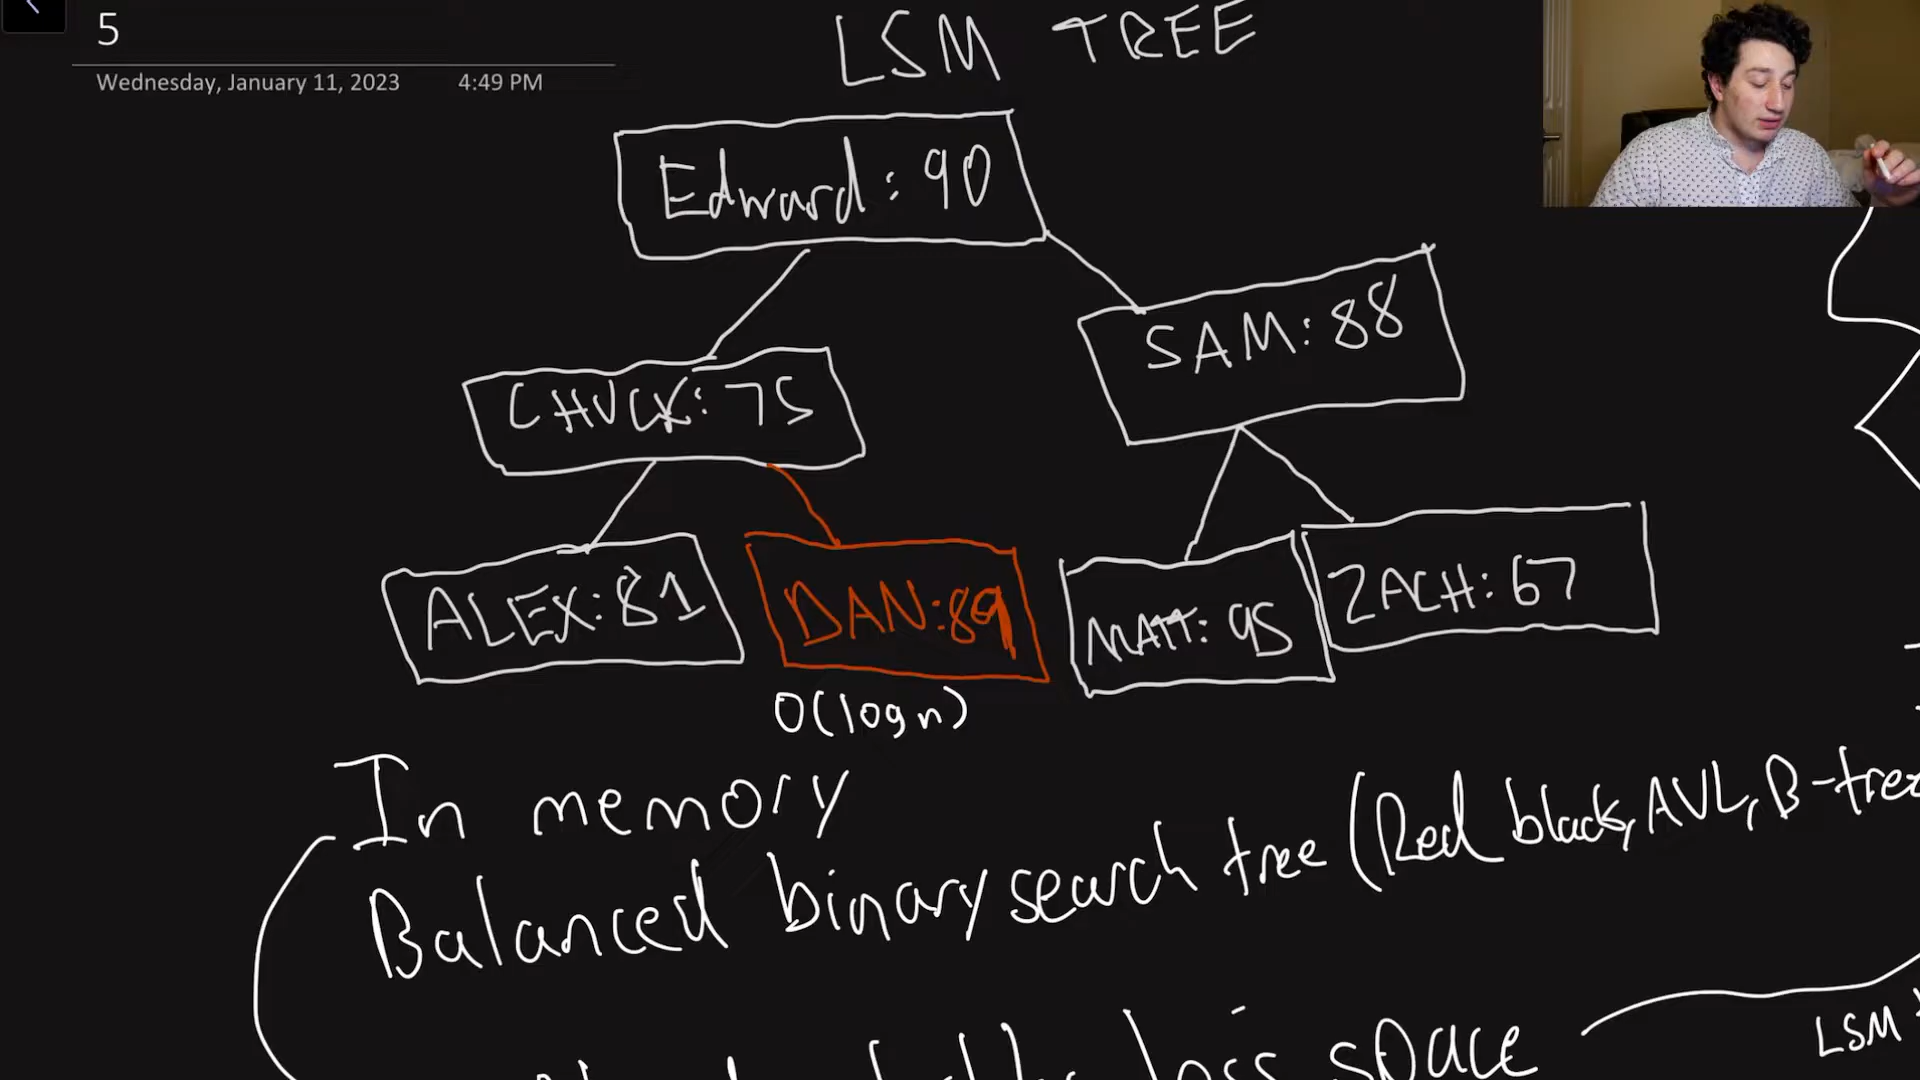 5
Wednesday, January 11, 2023 4:49 PM
LSM TREE
Edward: 90
CHUCK: 75
SAM: 88
ALEX: 81
DAN: 89
MATT: 95
ZACH: 67
O(log n)
In memory
Balanced binary search tree (Red black, AVL, B-tree
less space
LSM